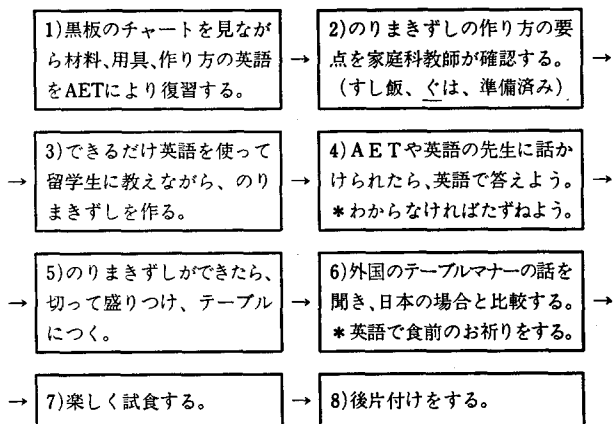 1)黒板のチャートを見なが
ら材料、用具、作り方の英語
をAETにより復習する。
→
2)のりまきずしの作り方の要
点を家庭科教師が確認する。
(すし飯、ぐは、準備済み)
→
→
3)できるだけ英語を使って
留学生に教えながら、のり
まきずしを作る。
→
4)AETや英語の先生に話か
けられたら、英語で答えよう。
*わからなければたずねよう。
→
→
5)のりまきずしができたら、
切って盛りつけ、テーブル
につく。
→
6)外国のテーブルマナーの話を
聞き、日本の場合と比較する。
*英語で食前のお祈りをする。
→
→
7)楽しく試食する。
→
8)後片付けをする。